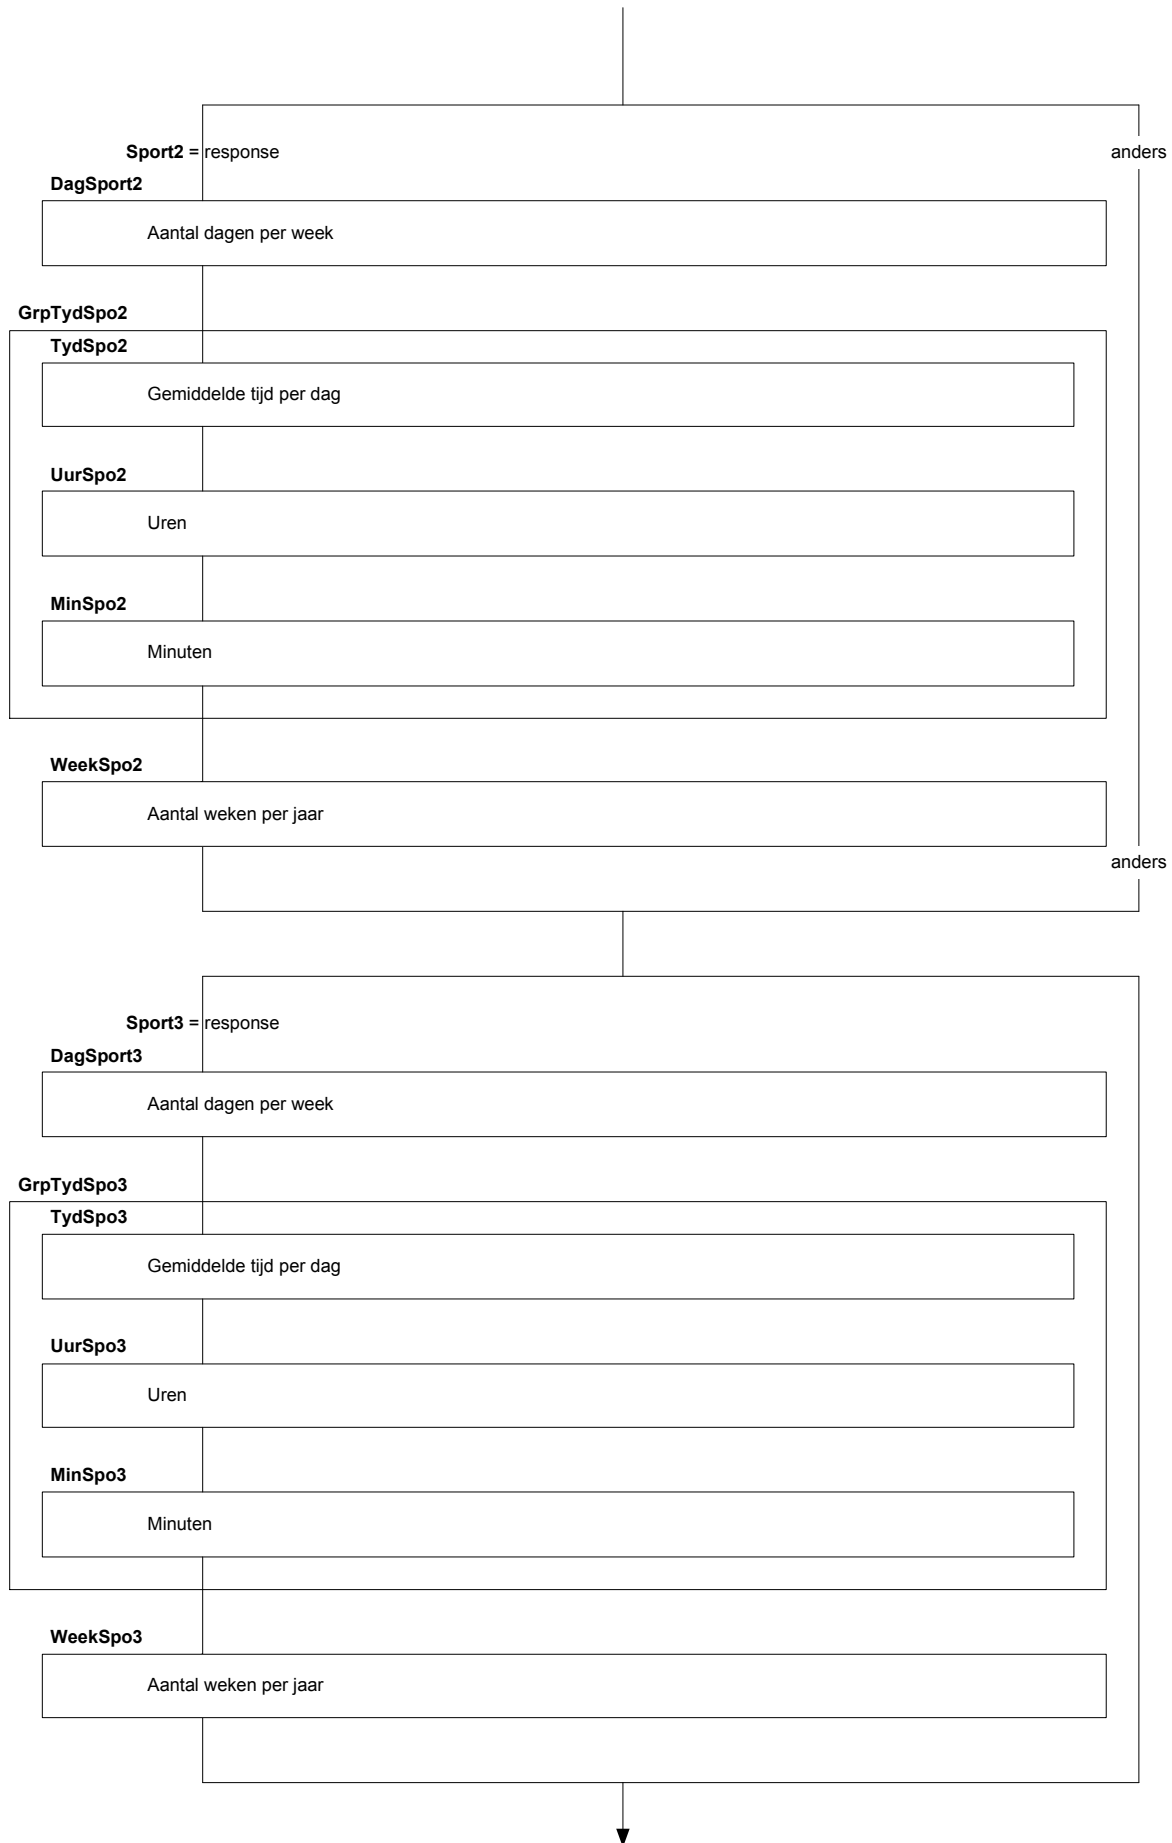 Sport2 = response
anders
DagSport2
Aantal dagen per week
GrpTydSpo2
TydSpo2
Gemiddelde tijd per dag
UurSpo2
Uren
MinSpo2
Minuten
WeekSpo2
Aantal weken per jaar
anders
Sport3 = response
DagSport3
Aantal dagen per week
GrpTydSpo3
TydSpo3
Gemiddelde tijd per dag
UurSpo3
Uren
MinSpo3
Minuten
WeekSpo3
Aantal weken per jaar